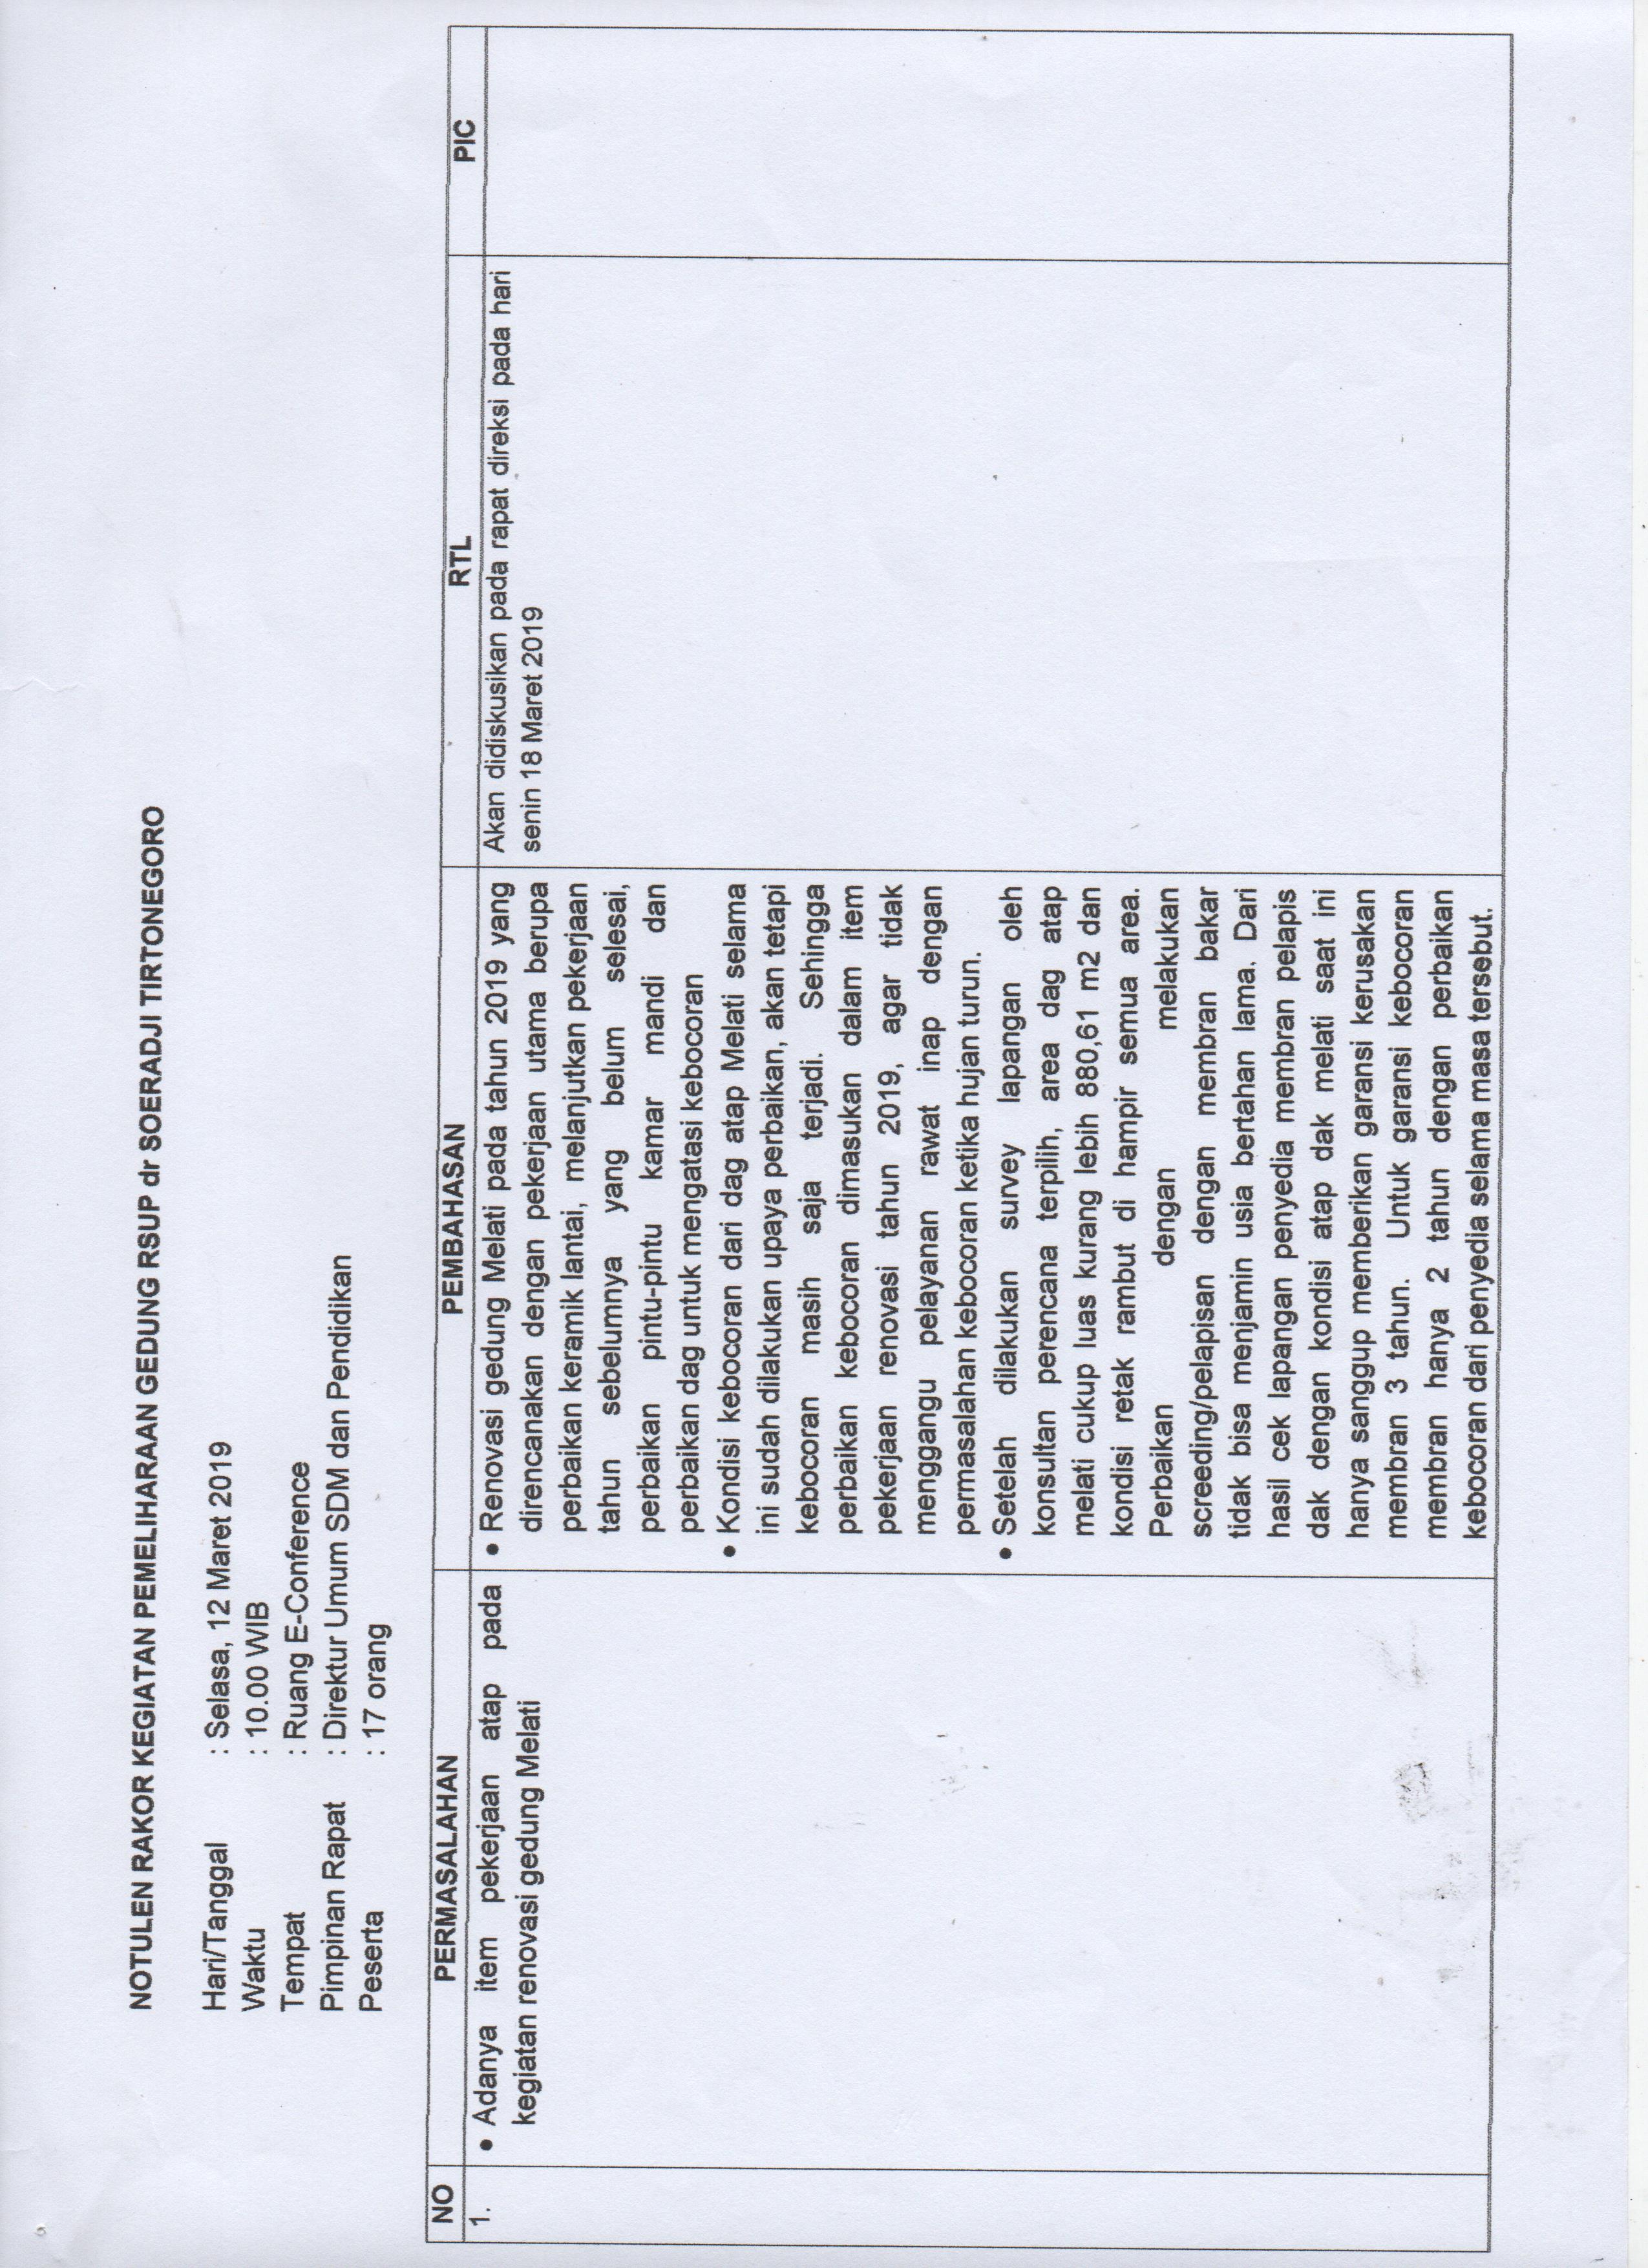 NOTULEN RAKOR KEGIATAN PEMELIHARAAN GEDUNG RSUP dr SOERADJI TIRTONEGORO
Hari/Tanggal : Selasa, 12 Maret 2019
Waktu : 10.00 WIB
Tempat : Ruang E-Conference
Pimpinan Rapat : Direktur Umum SDM dan Pendidikan
Peserta : 17 orang
NO PERMASALAHAN PEMBAHASAN RTL PIC
1.
• Adanya item pekerjaan atap pada
kegiatan renovasi gedung Melati
• Renovasi gedung Melati pada tahun 2019 yang
direncanakan dengan pekerjaan utama berupa
perbaikan keramik lantai, melanjutkan pekerjaan
tahun sebelumnya yang belum selesai,
perbaikan pintu-pintu kamar mandi dan
perbaikan dag untuk mengatasi kebocoran
• Kondisi kebocoran dari dag atap Melati selama
ini sudah dilakukan upaya perbaikan, akan tetapi
kebocoran masih saja terjadi. Sehingga
perbaikan kebocoran dimasukan dalam item
pekerjaan renovasi tahun 2019, agar tidak
menggangu pelayanan rawat inap dengan
permasalahan kebocoran ketika hujan turun.
• Setelah dilakukan survey lapangan oleh
konsultan perencana terpilih, area dag atap
melati cukup luas kurang lebih 880,61 m2 dan
kondisi retak rambut di hampir semua area.
Perbaikan dengan melakukan
screeding/pelapisan dengan membran bakar
tidak bisa menjamin usia bertahan lama. Dari
hasil cek lapangan penyedia membran pelapis
dak dengan kondisi atap dak melati saat ini
hanya sanggup memberikan garansi kerusakan
membran 3 tahun. Untuk garansi kebocoran
membran hanya 2 tahun dengan perbaikan
kebocoran dari penyedia selama masa tersebut.
Akan didiskusikan pada rapat direksi pada hari
senin 18 Maret 2019